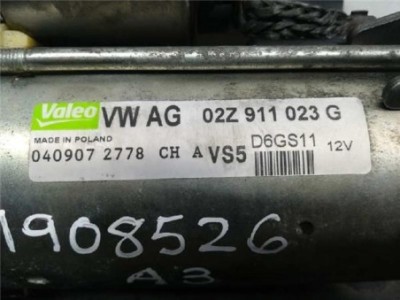 Valeo VW AG 02Z 911 023 G
MADE IN POLAND
040907 2778 CH A VS5 D6GS11 12V
1908526
A3